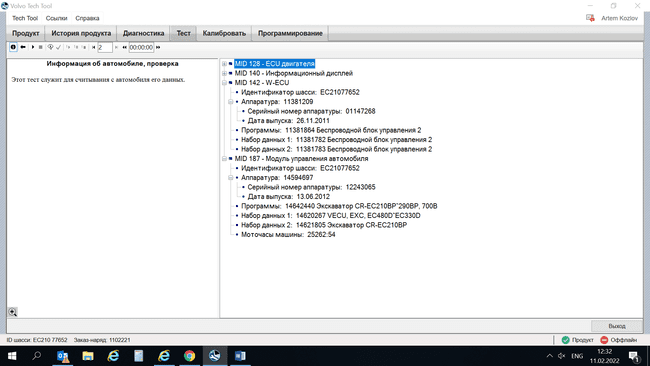 Volvo Tech Tool
Tech Tool Ссылки Справка
Artem Kozlov
Продукт История продукта Диагностика Тест Калибровать Программирование
2 00:00:00
Информация об автомобиле, проверка
Этот тест служит для считывания с автомобиля его данных.
MID 128 - ECU двигателя
MID 140 - Информационный дисплей
MID 142 - W-ECU
Идентификатор шасси: EC21077652
Аппаратура: 11381209
Серийный номер аппаратуры: 01147268
Дата выпуска: 26.11.2011
Программы: 11381864 Беспроводной блок управления 2
Набор данных 1: 11381782 Беспроводной блок управления 2
Набор данных 2: 11381783 Беспроводной блок управления 2
MID 187 - Модуль управления автомобиля
Идентификатор шасси: EC21077652
Аппаратура: 14594697
Серийный номер аппаратуры: 12243065
Дата выпуска: 13.06.2012
Программы: 14642440 Экскаватор CR-EC210BP˜290BP, 700B
Набор данных 1: 14620267 VECU, EXC, EC480D˜EC330D
Набор данных 2: 14621805 Экскаватор CR-EC210BP
Моточасы машины: 25262:54
Выход
ID шасси: EC210 77652 Заказ-наряд: 1102221
Продукт Оффлайн
ENG
12:32
11.02.2022
1